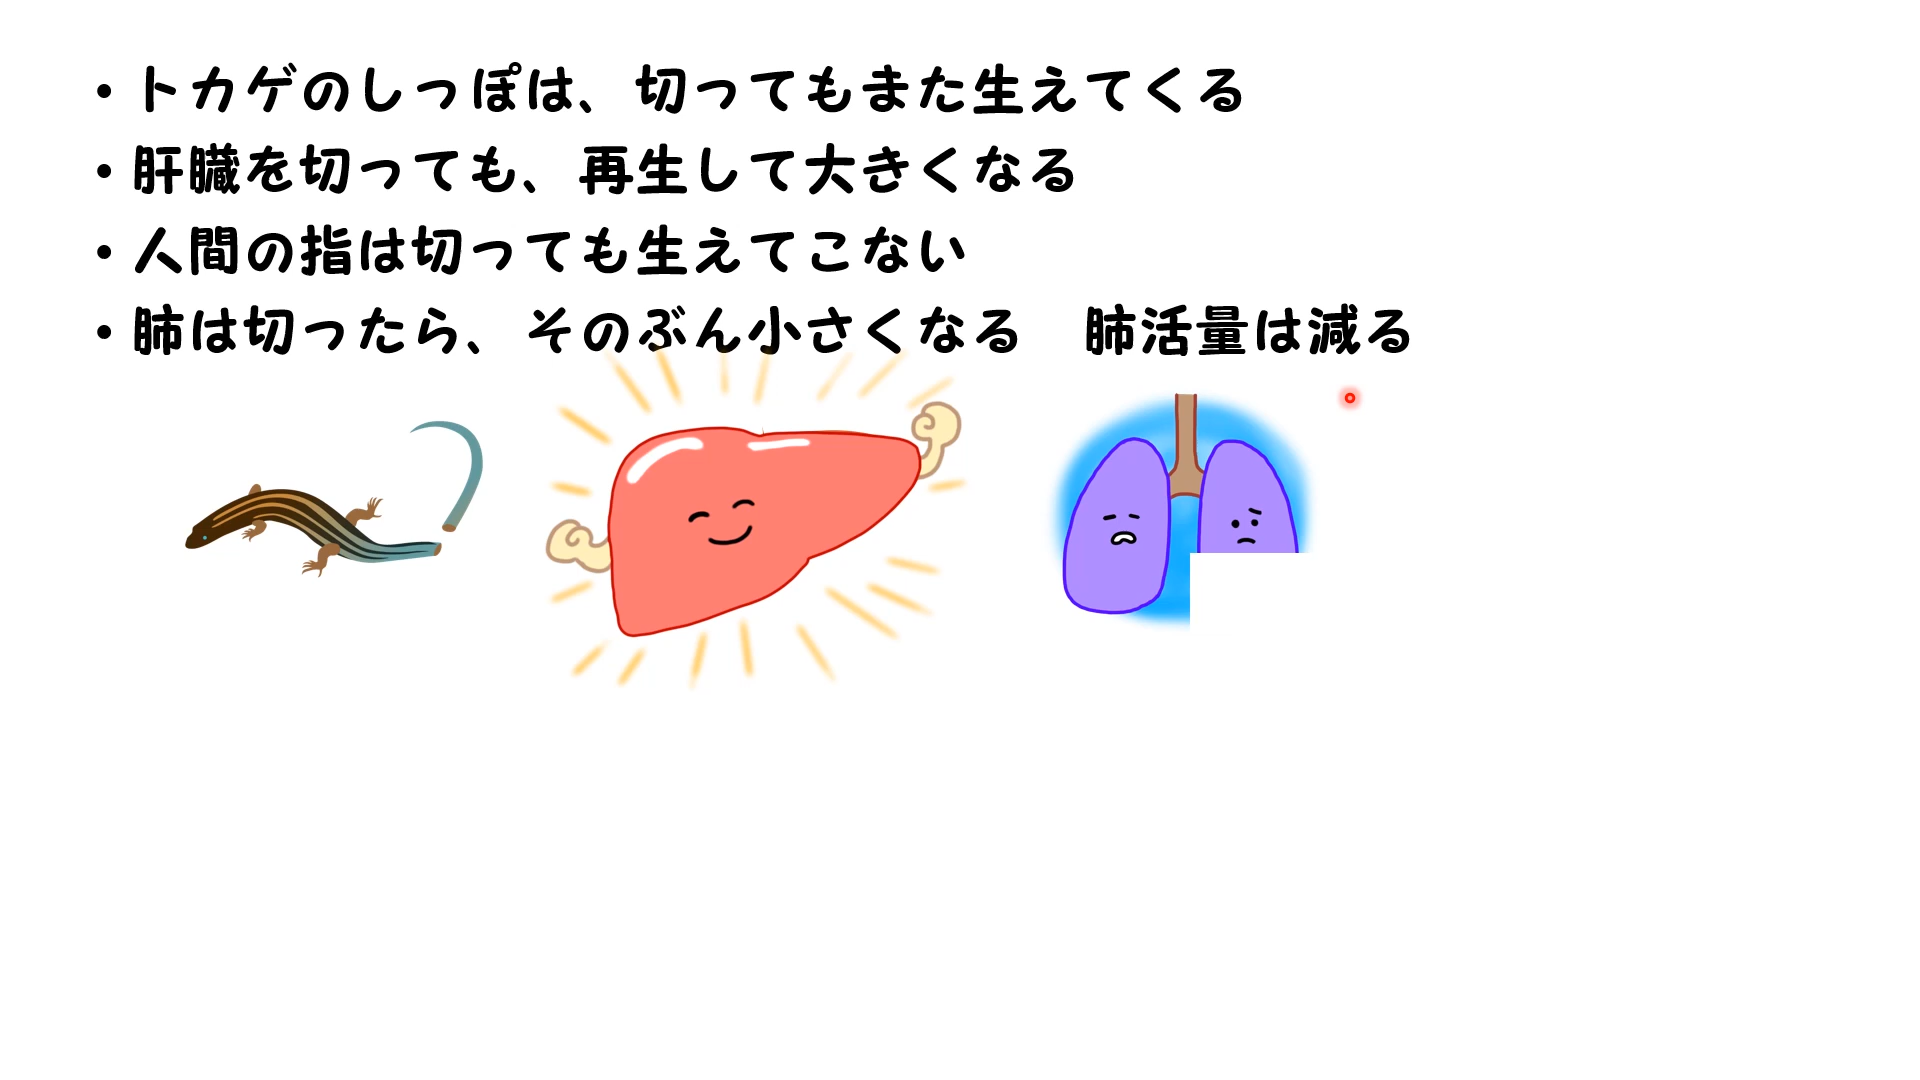 ・トカゲのしっぽは、切ってもまた生えてくる
・肝臓を切っても、再生して大きくなる
・人間の指は切っても生えてこない
・肺は切ったら、そのぶん小さくなる　肺活量は減る